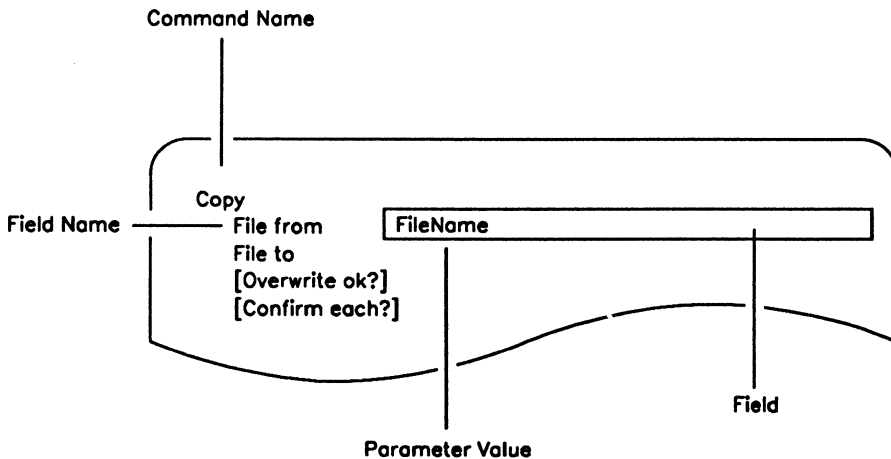 Command Name
Copy
Field Name
File from
FileName
File to
[Overwrite ok?]
[Confirm each?]
Field
Parameter Value